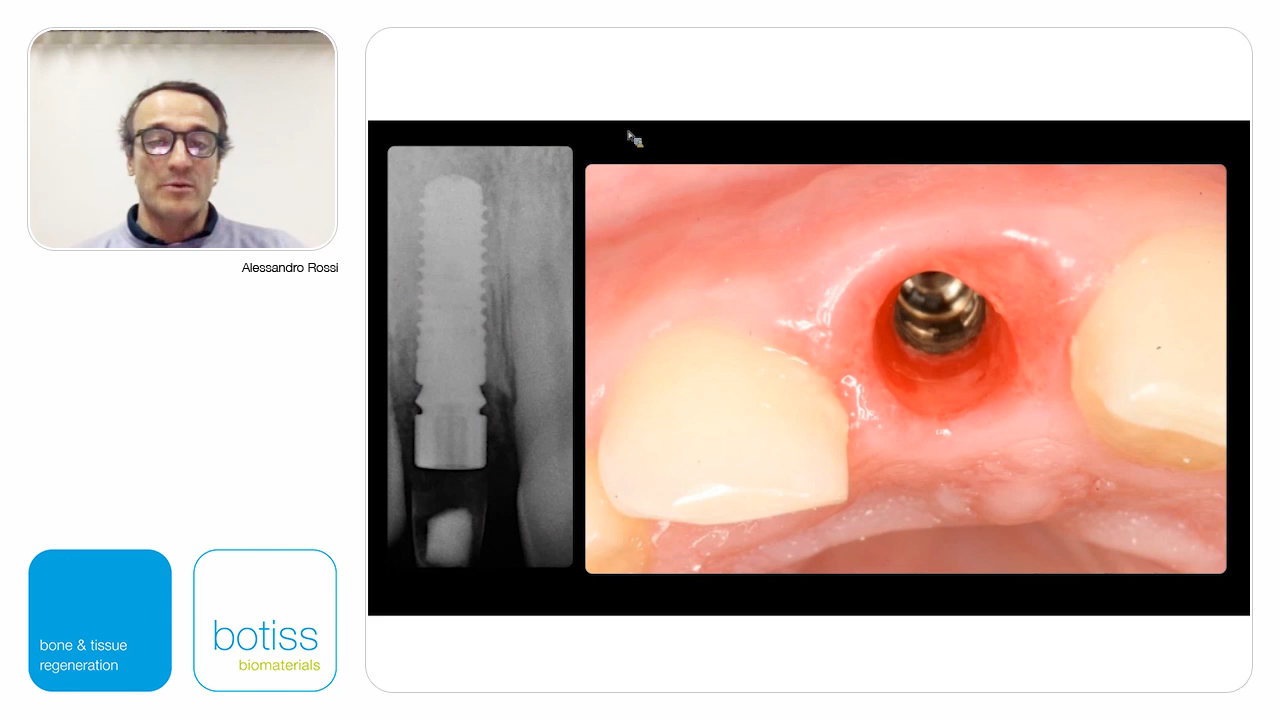 Alessandro Rossi
bone & tissue
regeneration
botiss
biomaterials